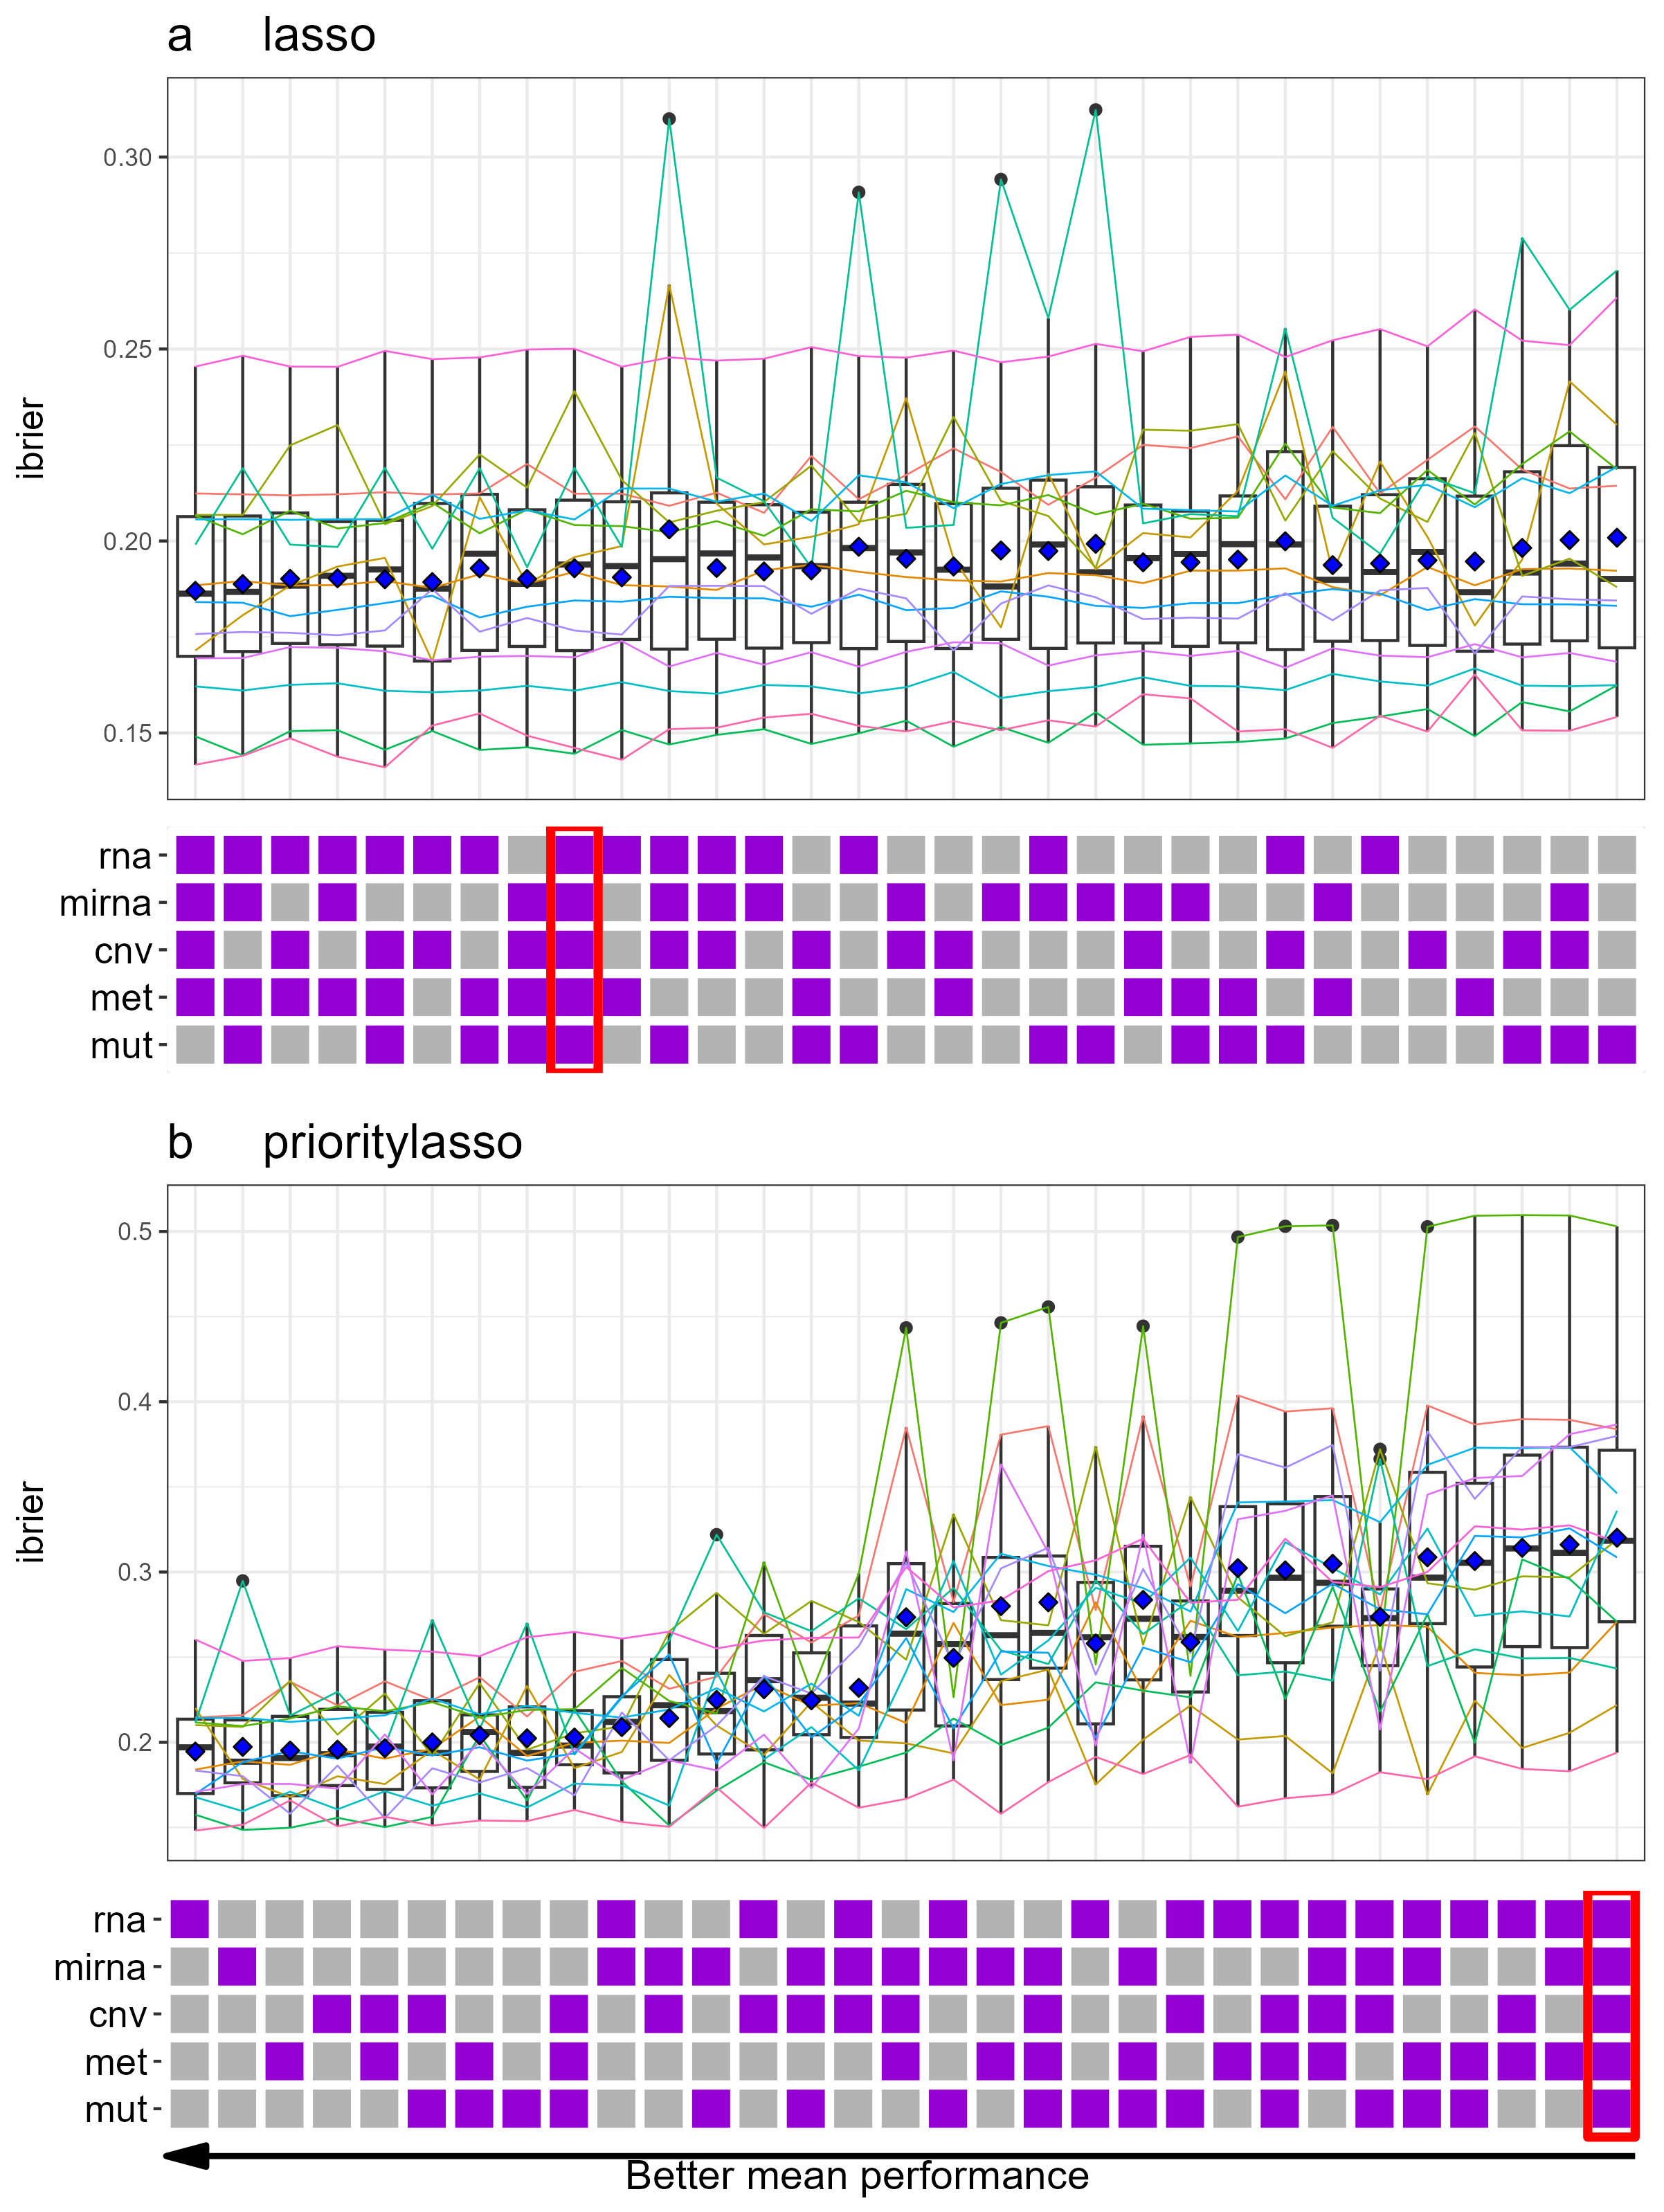 a lasso
0.30
0.25
0.20
0.15
ibrier
rna
mirna
cnv
met
mut
b prioritylasso
0.5
0.4
0.3
0.2
ibrier
rna
mirna
cnv
met
mut
Better mean performance